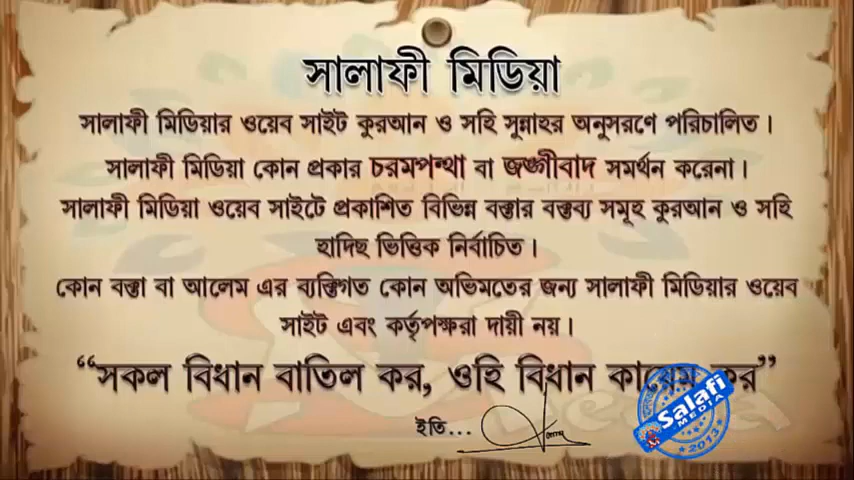 সালাফী মিডিয়া
সালাফী মিডিয়ার ওয়েব সাইট কুরআন ও সহি সুন্নাহর অনুসরণে পরিচালিত।
সালাফী মিডিয়া কোন প্রকার চরমপন্থা বা জঙ্গীবাদ সমর্থন করেনা।
সালাফী মিডিয়া ওয়েব সাইটে প্রকাশিত বিভিন্ন বক্তার বক্তব্য সমূহ কুরআন ও সহি
হাদিছ ভিত্তিক নির্বাচিত।
কোন বক্তা বা আলেম এর ব্যক্তিগত কোন অভিমতের জন্য সালাফী মিডিয়ার ওয়েব
সাইট এবং কর্তৃপক্ষরা দায়ী নয়।
“সকল বিধান বাতিল কর, ওহি বিধান কায়েম কর”
ইতি...
Salafi
MEDIA
2013